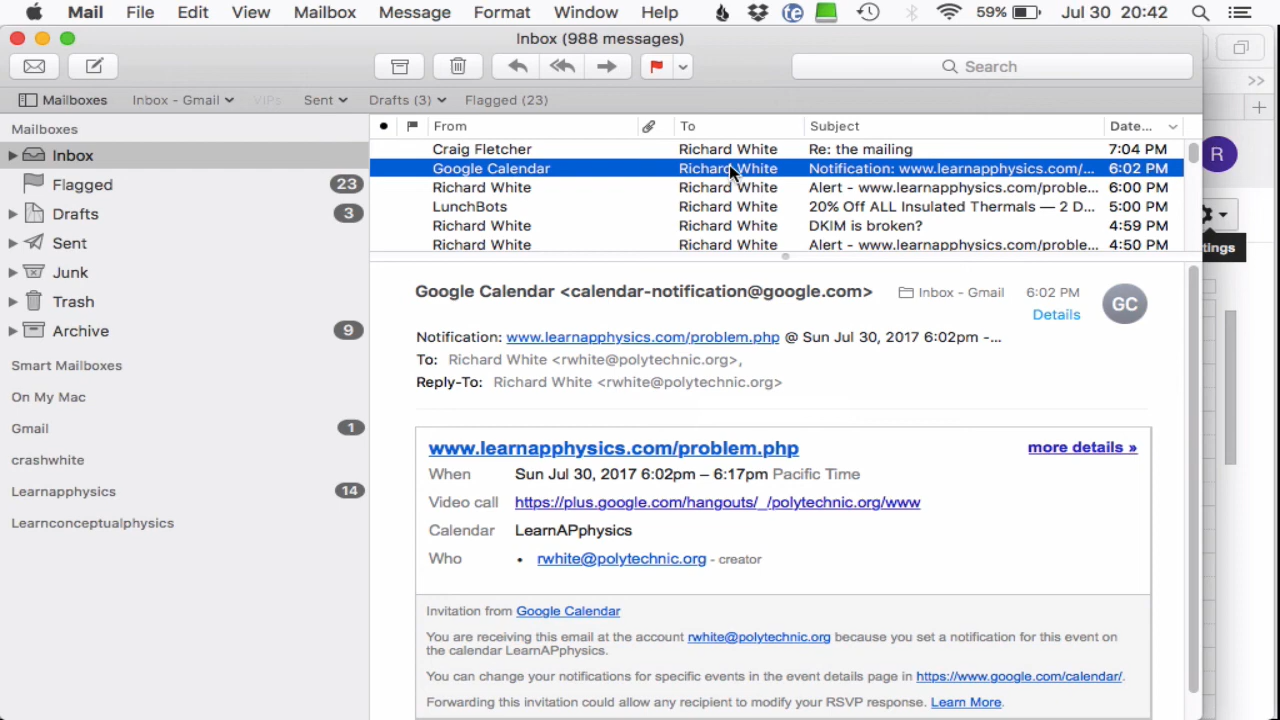 Mail File Edit View Mailbox Message Format Window Help te 59% Jul 30 20:42
Inbox (988 messages)
Search
Mailboxes Inbox - Gmail VIPs Sent Drafts (3) Flagged (23)
Mailboxes
Inbox
Flagged 23
Drafts 3
Sent
Junk
Trash
Archive 9
Smart Mailboxes
On My Mac
Gmail 1
crashwhite
Learnapphysics 14
Learnconceptualphysics
From To Subject Date...
Craig Fletcher Richard White Re: the mailing 7:04 PM
Google Calendar Richard White Notification: www.learnapphysics.com/... 6:02 PM
Richard White Richard White Alert - www.learnapphysics.com/proble... 6:00 PM
LunchBots Richard White 20% Off ALL Insulated Thermals — 2 D... 5:00 PM
Richard White Richard White DKIM is broken? 4:59 PM
Richard White Richard White Alert - www.learnapphysics.com/proble... 4:50 PM
Google Calendar <calendar-notification@google.com> Inbox - Gmail 6:02 PM GC
Details
Notification: www.learnapphysics.com/problem.php @ Sun Jul 30, 2017 6:02pm -...
To: Richard White <rwhite@polytechnic.org>,
Reply-To: Richard White <rwhite@polytechnic.org>
www.learnapphysics.com/problem.php more details »
When Sun Jul 30, 2017 6:02pm – 6:17pm Pacific Time
Video call https://plus.google.com/hangouts/_/polytechnic.org/www
Calendar LearnAPphysics
Who • rwhite@polytechnic.org - creator
Invitation from Google Calendar
You are receiving this email at the account rwhite@polytechnic.org because you set a notification for this event on
the calendar LearnAPphysics.
You can change your notifications for specific events in the event details page in https://www.google.com/calendar/.
Forwarding this invitation could allow any recipient to modify your RSVP response. Learn More.
R
tings